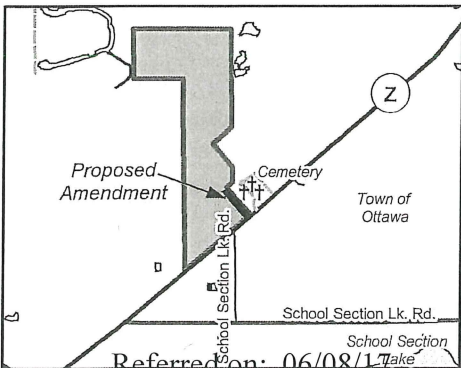 Z
Cemetery
Proposed
Amendment
Town of
Ottawa
School Section Lk. Rd.
School Section Lk. Rd.
School Section
Lake
Referred on: 06/08/17